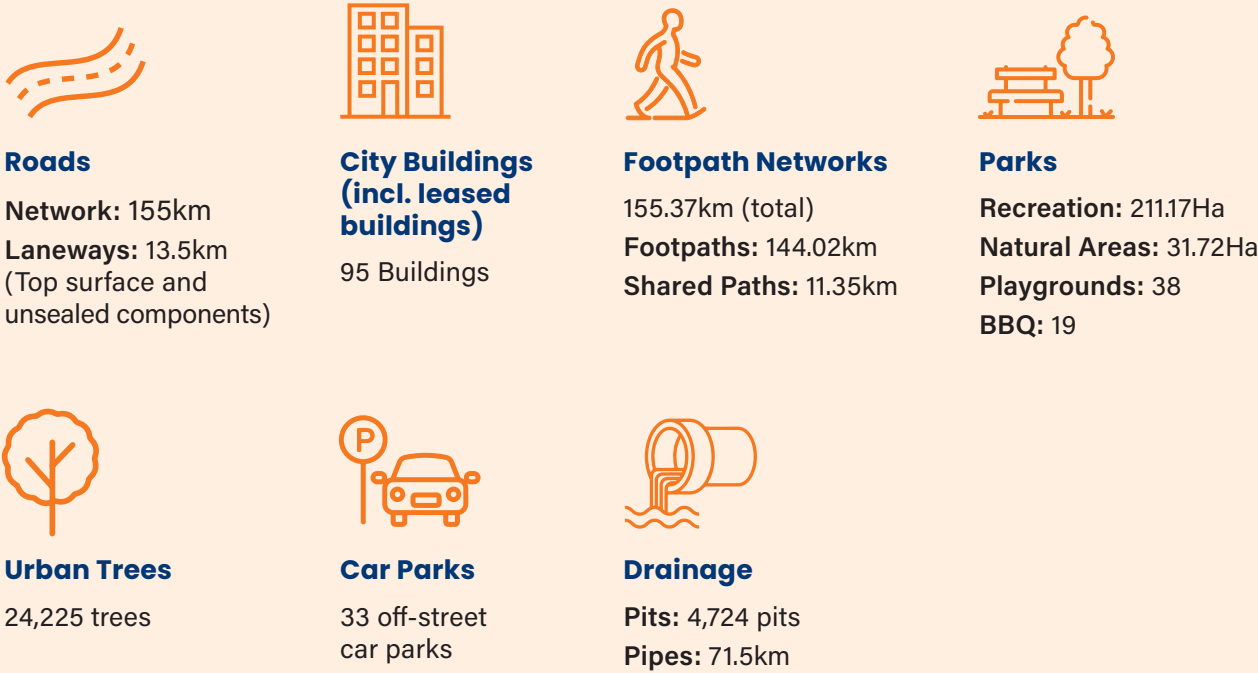 Roads
Network: 155km
Laneways: 13.5km
(Top surface and
unsealed components)
City Buildings
(incl. leased
buildings)
95 Buildings
Footpath Networks
155.37km (total)
Footpaths: 144.02km
Shared Paths: 11.35km
Parks
Recreation: 211.17Ha
Natural Areas: 31.72Ha
Playgrounds: 38
BBQ: 19
Urban Trees
24,225 trees
P
Car Parks
33 off-street
car parks
Drainage
Pits: 4,724 pits
Pipes: 71.5km